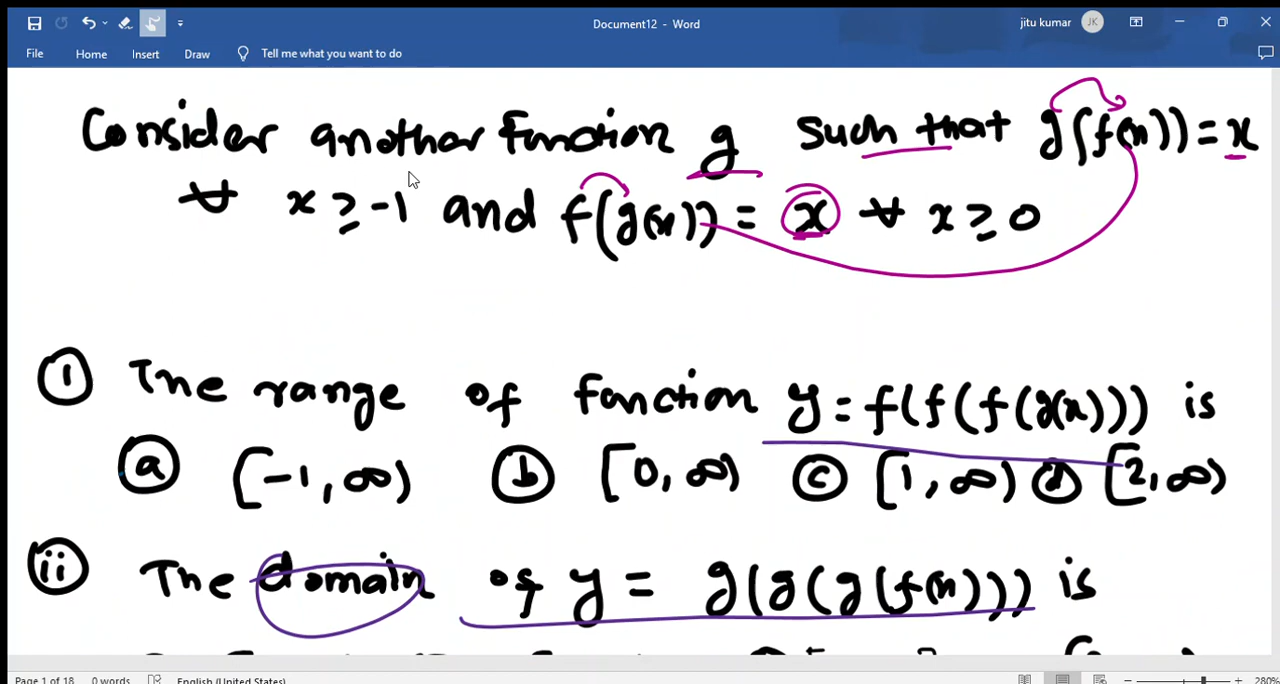 Document12 - Word
jitu kumar
JK
File Home Insert Draw Tell me what you want to do
Consider another function g such that g(f(x))=x
∀ x ≥ -1 and f(g(x)) = x ∀ x ≥ 0
i The range of function y = f(f(f(g(x))) is
a [-1, ∞) b [0, ∞) c [1, ∞) d [2, ∞)
ii The domain of y = g(g(g(f(x))) is
Page 1 of 18 0 words English (United States) 280%